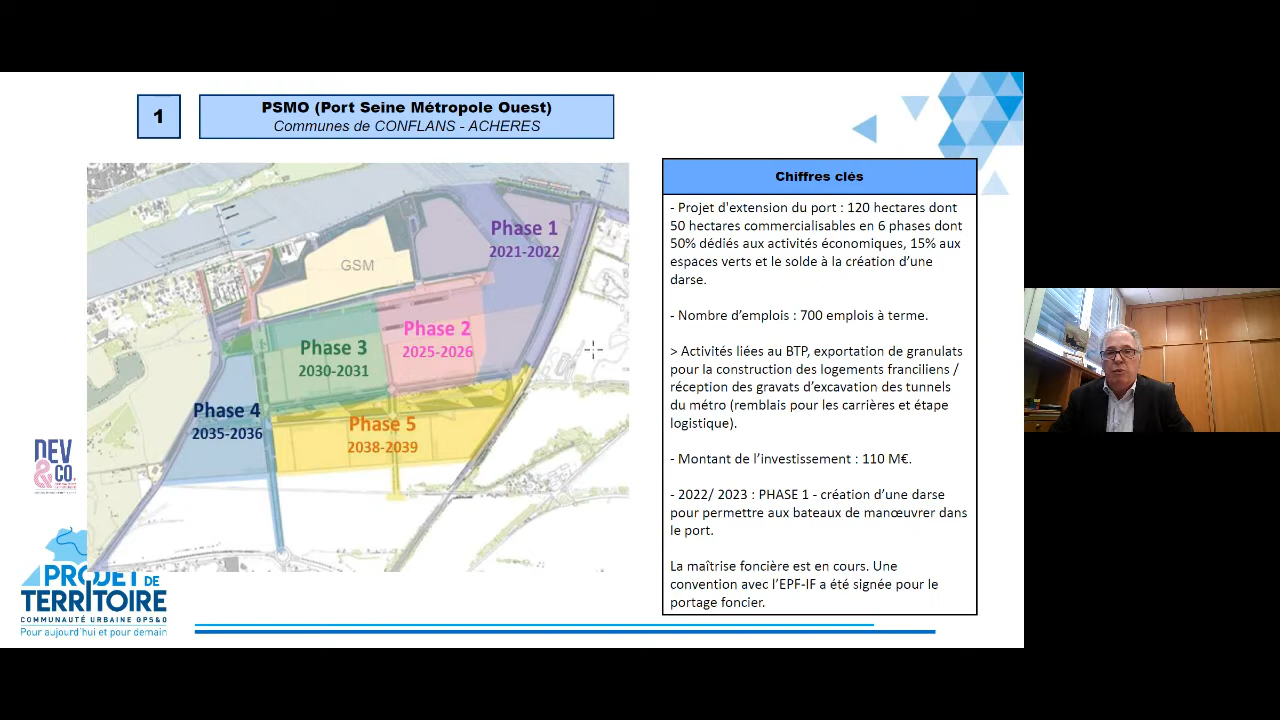 1
PSMO (Port Seine Métropole Ouest)
Communes de CONFLANS - ACHERES
Phase 1
2021-2022
GSM
Phase 2
2025-2026
Phase 3
2030-2031
Phase 4
2035-2036
Phase 5
2038-2039
Chiffres clés
- Projet d'extension du port : 120 hectares dont
50 hectares commercialisables en 6 phases dont
50% dédiés aux activités économiques, 15% aux
espaces verts et le solde à la création d’une
darse.
- Nombre d’emplois : 700 emplois à terme.
> Activités liées au BTP, exportation de granulats
pour la construction des logements franciliens /
réception des gravats d’excavation des tunnels
du métro (remblais pour les carrières et étape
logistique).
- Montant de l’investissement : 110 M€.
- 2022/ 2023 : PHASE 1 - création d’une darse
pour permettre aux bateaux de manœuvrer dans
le port.
La maîtrise foncière est en cours. Une
convention avec l’EPF-IF a été signée pour le
portage foncier.
DEV
&CO.
PROJET DE
TERRITOIRE
COMMUNAUTÉ URBAINE GPS&O
Pour aujourd'hui et pour demain